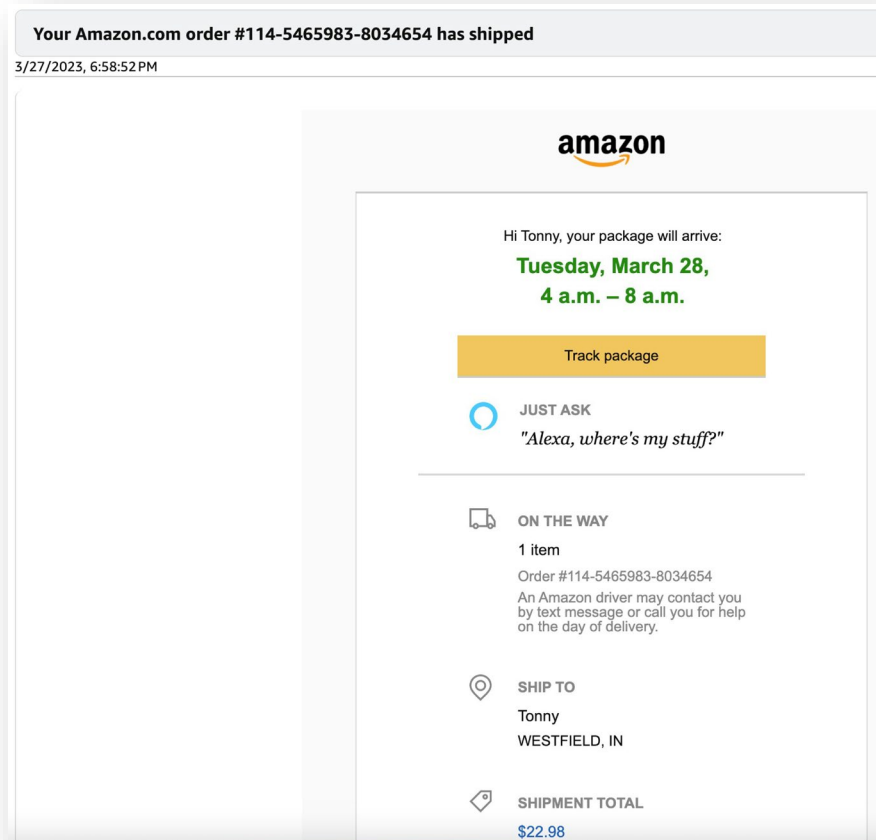 Your Amazon.com order #114-5465983-8034654 has shipped
3/27/2023, 6:58:52 PM
amazon
Hi Tonny, your package will arrive:
Tuesday, March 28,
4 a.m. – 8 a.m.
Track package
JUST ASK
"Alexa, where's my stuff?"
ON THE WAY
1 item
Order #114-5465983-8034654
An Amazon driver may contact you
by text message or call you for help
on the day of delivery.
SHIP TO
Tonny
WESTFIELD, IN
SHIPMENT TOTAL
$22.98